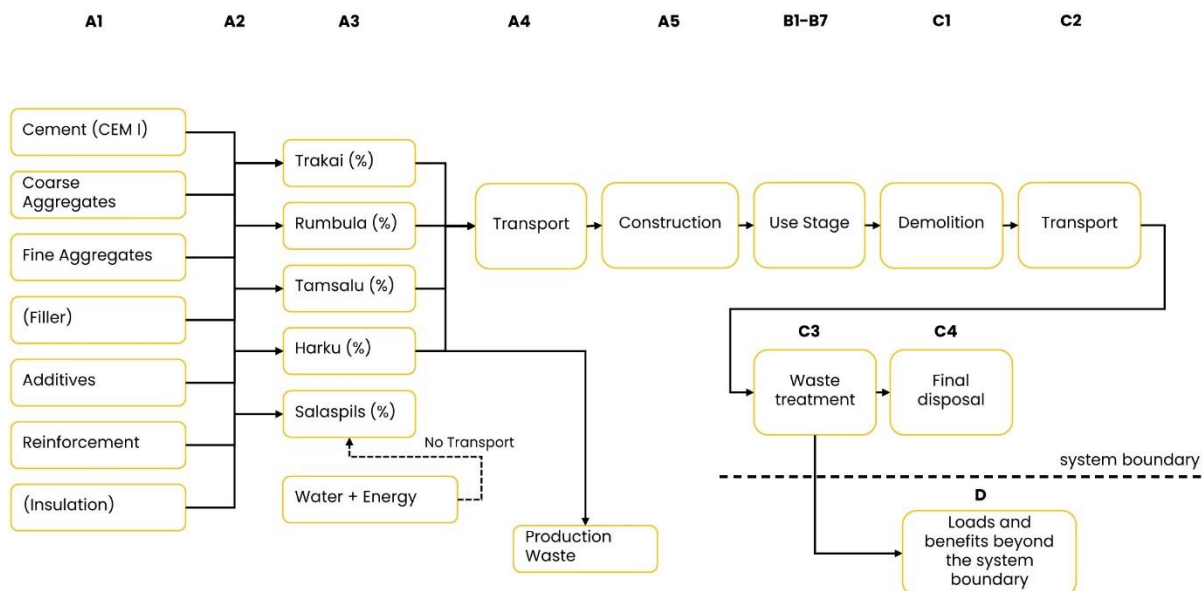 A1
A2
A3
A4
A5
B1-B7
C1
C2
Cement (CEM I)
Coarse
Aggregates
Fine Aggregates
(Filler)
Additives
Reinforcement
(Insulation)
Trakai (%)
Rumbula (%)
Tamsalu (%)
Harku (%)
Salaspils (%)
No Transport
Water + Energy
Production
Waste
Transport
Construction
Use Stage
Demolition
Transport
C3
C4
Waste
treatment
Final
disposal
system boundary
D
Loads and
benefits beyond
the system
boundary